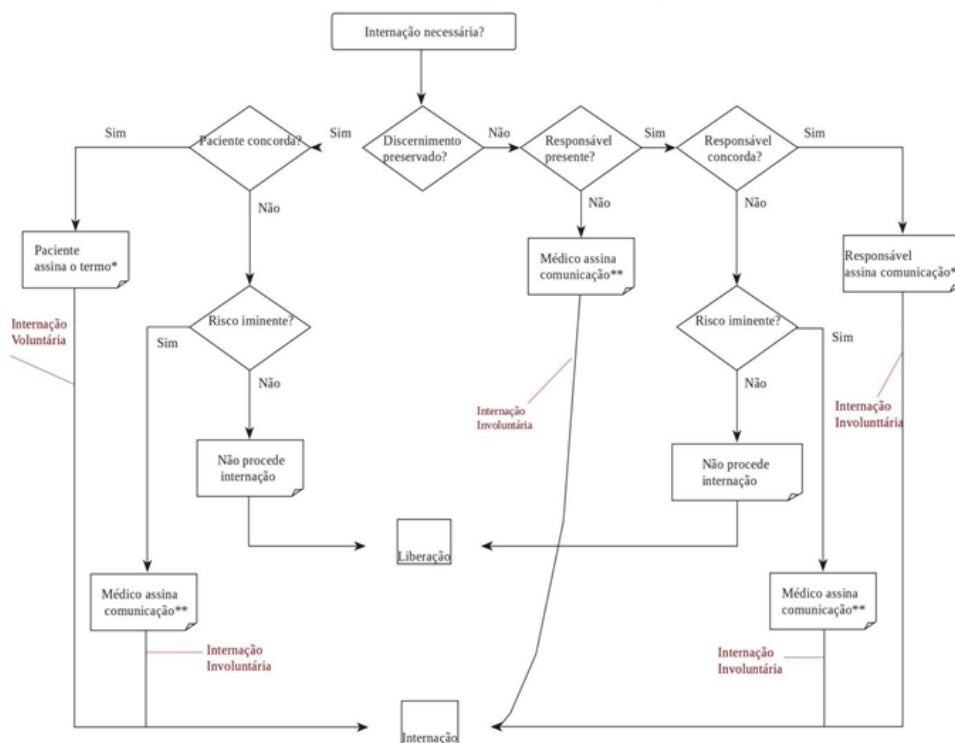 Internação necessária?
Sim
Paciente concorda?
Sim
Discernimento
preservado?
Não
Responsável
presente?
Sim
Responsável
concorda?
Sim
Não
Não
Não
Paciente
assina o termo*
Médico assina
comunicação**
Responsável
assina comunicação*
Internação
Voluntária
Risco iminente?
Sim
Não
Risco iminente?
Sim
Não
Internação
Involuntária
Internação
Involunttária
Não procede
internação
Não procede
internação
Liberação
Médico assina
comunicação**
Médico assina
comunicação**
Internação
Involuntária
Internação
Involuntária
Internação